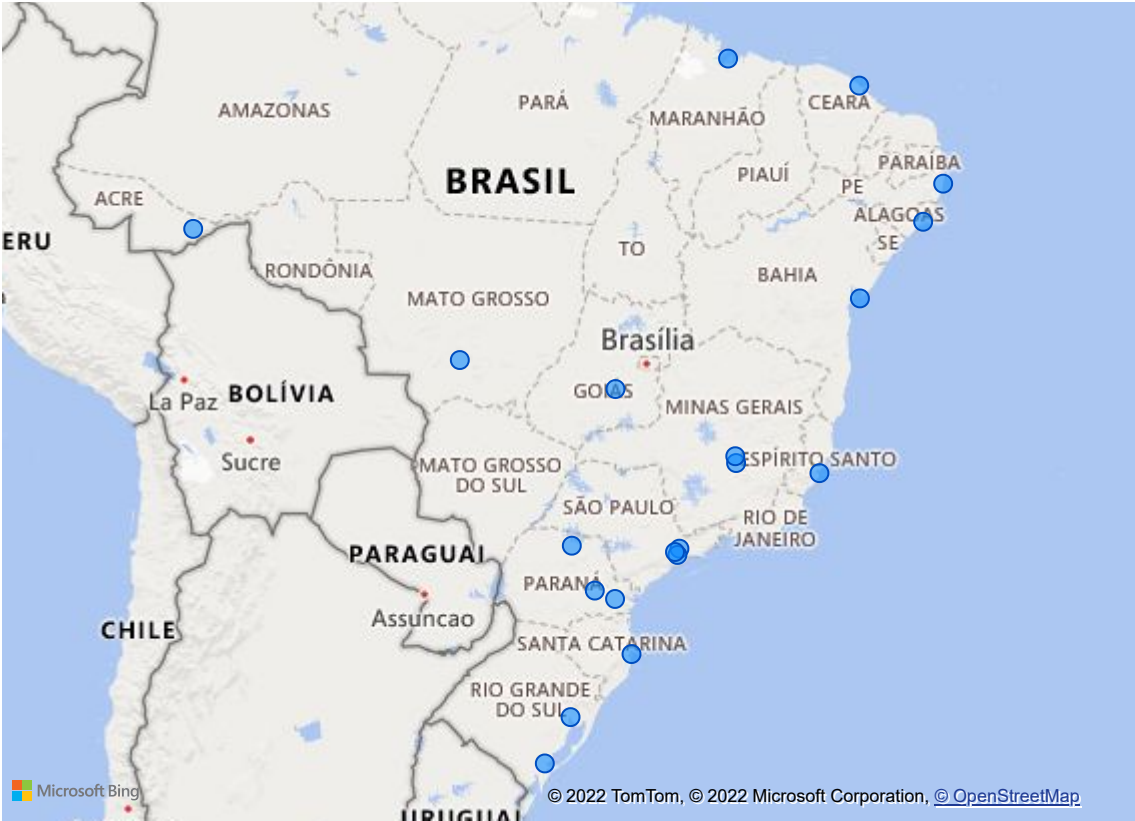 AMAZONAS
PARÁ
MARANHÃO
CEARÁ
BRASIL
PARAÍBA
PIAUÍ
PE
ACRE
ALAGOAS
ERU
SE
TO
RONDÔNIA
BAHIA
MATO GROSSO
Brasília
La Paz
BOLÍVIA
GOIÁS
MINAS GERAIS
Sucre
MATO GROSSO
DO SUL
ESPÍRITO SANTO
SÃO PAULO
RIO DE
JANEIRO
PARAGUAI
PARANÁ
Assuncao
CHILE
SANTA CATARINA
RIO GRANDE
DO SUL
Microsoft Bing
© 2022 TomTom, © 2022 Microsoft Corporation, © OpenStreetMap
URUGUAI